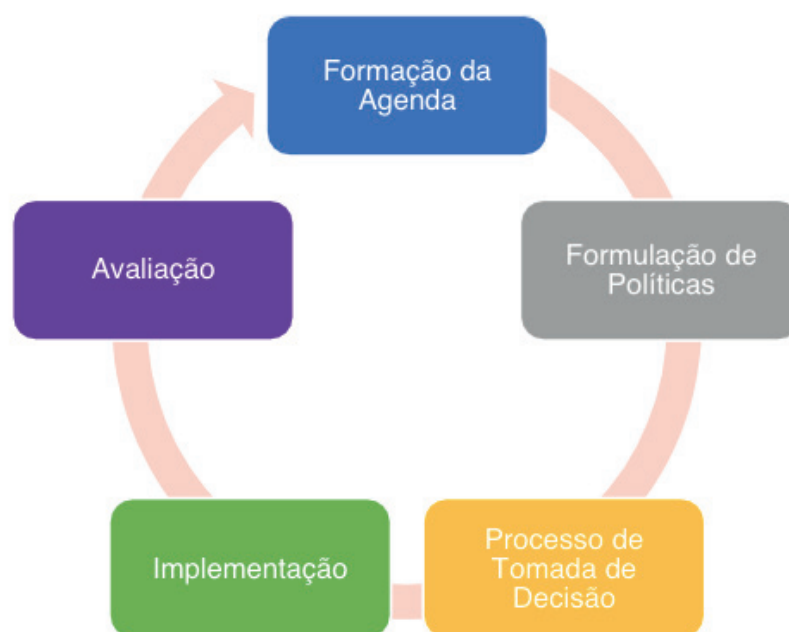 Formação da
Agenda
Formulação de
Políticas
Processo de
Tomada de
Decisão
Implementação
Avaliação